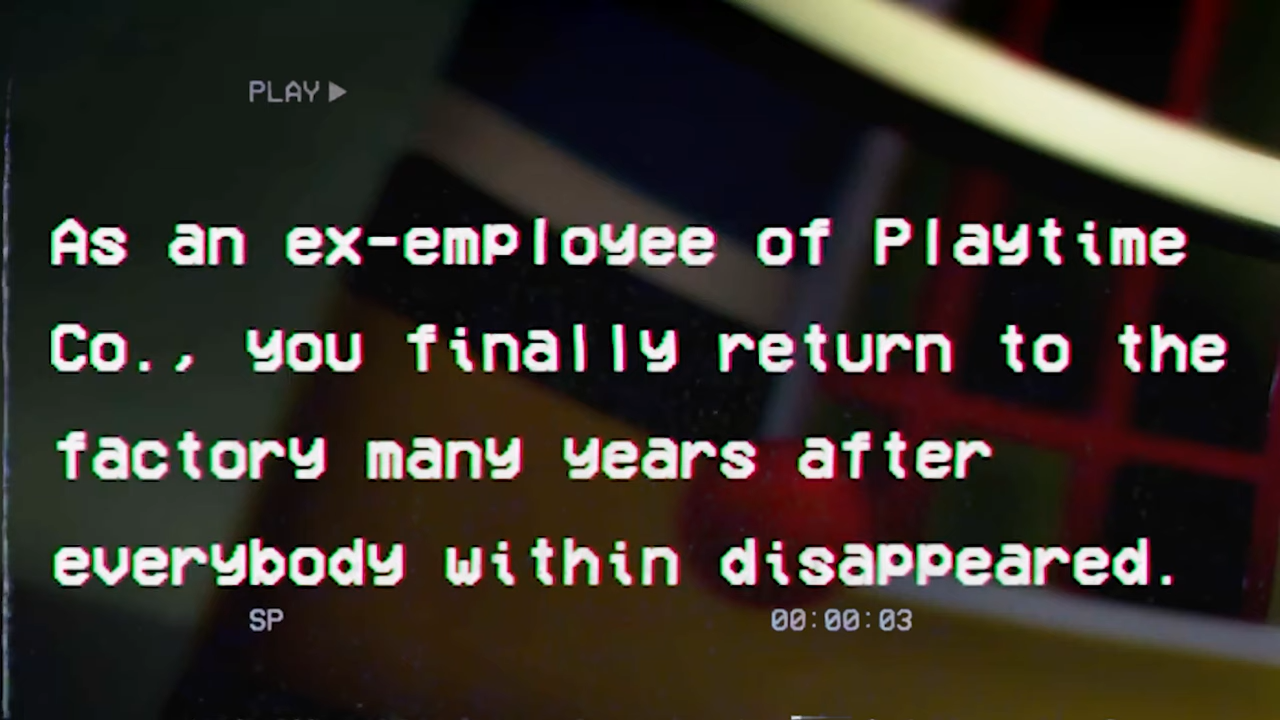 PLAY ▶
As an ex-employee of Playtime
Co., you finally return to the
factory many years after
everybody within disappeared.
SP 00:00:03